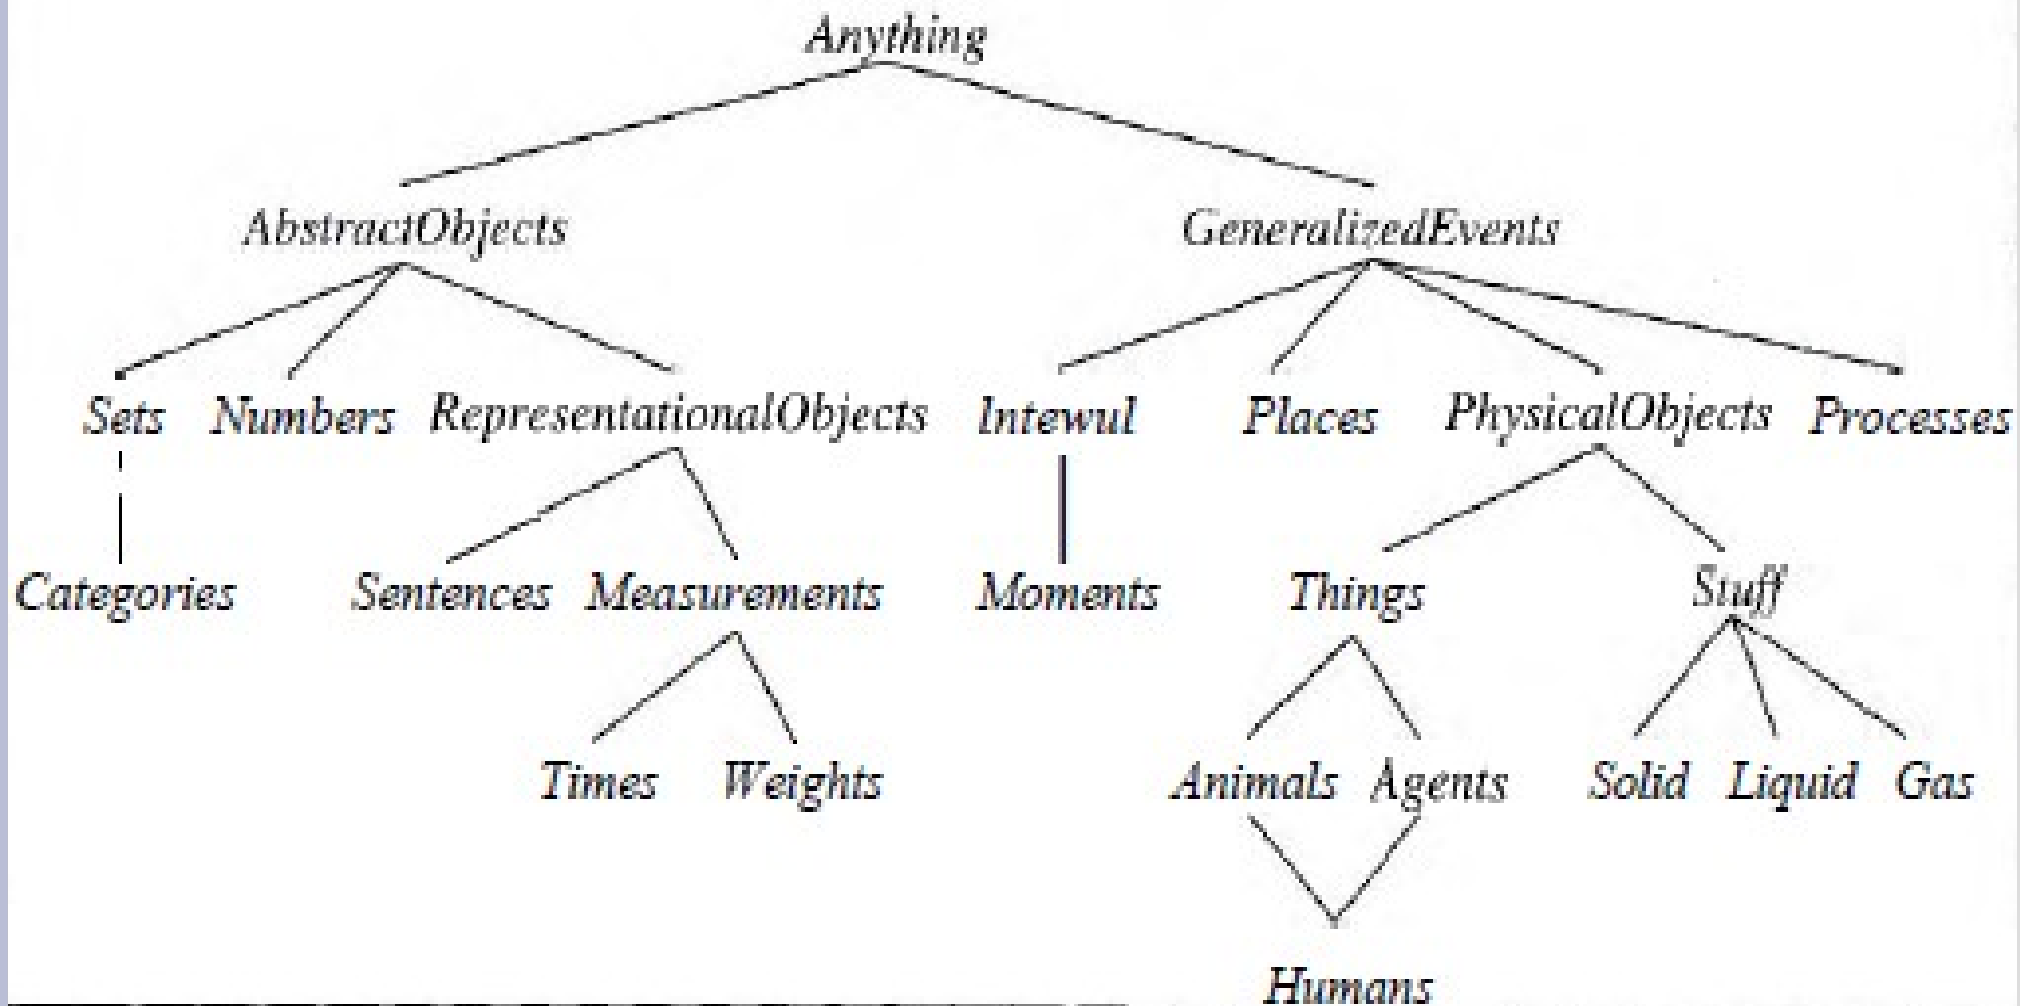 Anything
AbstractObjects GeneralizedEvents
Sets Numbers RepresentationalObjects Intewul Places PhysicalObjects Processes
Categories Sentences Measurements Moments Things Stuff
Times Weights Animals Agents Solid Liquid Gas
Humans